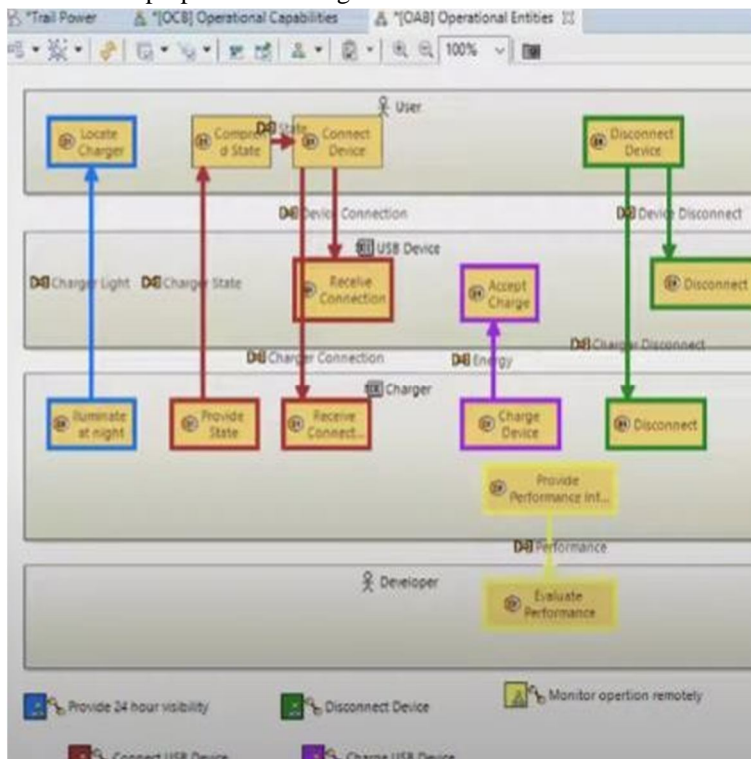 *Trail Power
*[OCB] Operational Capabilities
*[OAB] Operational Entities
100%
User
Locate
Charger
State
d State
Connect
Device
Disconnect
Device
Device Connection
Device Disconnect
USB Device
Charger Light
Charger State
Receive
Connection
Accept
Charge
Disconnect
Charger Connection
Energy
Charger Disconnect
Charger
at night
Provide
State
Receive
Connect...
Charge
Device
Disconnect
Provide
Performance Inf...
Performance
Developer
Evaluate
Performance
Provide 24 hour visibility
Disconnect Device
Monitor opertion remotely
Connect USB Device
Charge USB Device